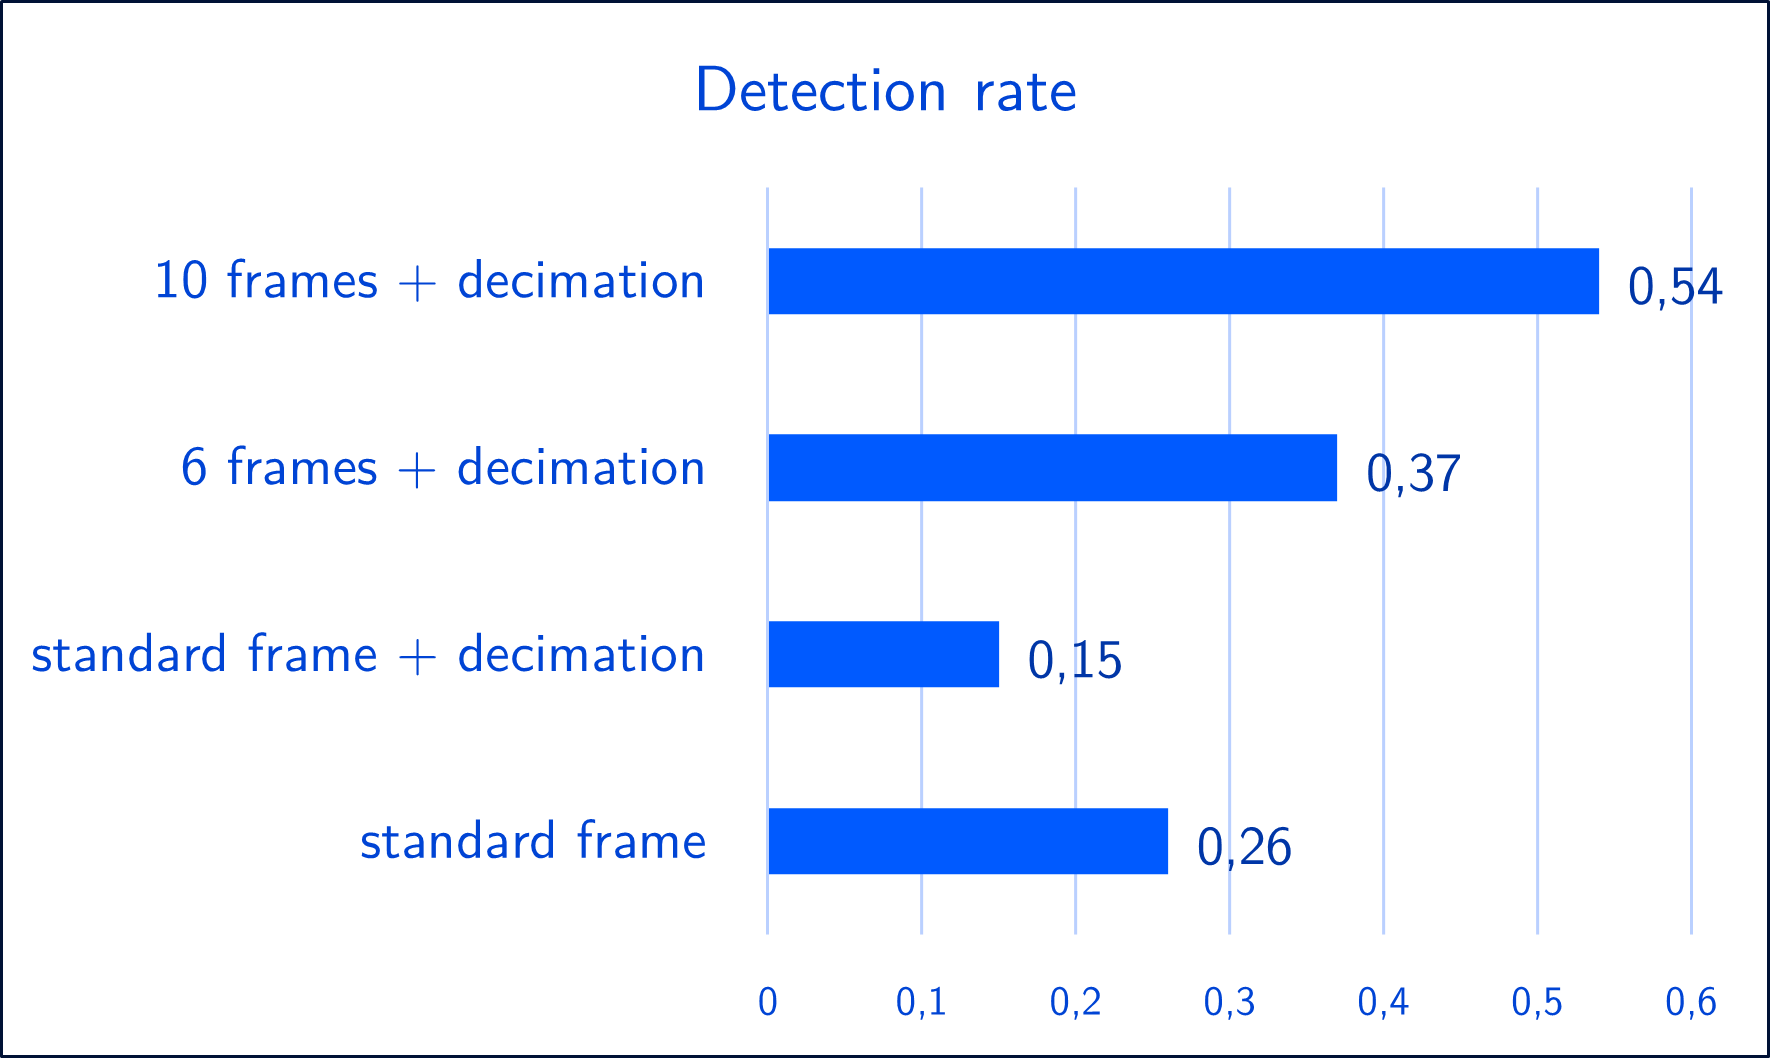 Detection rate
10 frames + decimation
0,54
6 frames + decimation
0,37
standard frame + decimation
0,15
standard frame
0,26
0 0,1 0,2 0,3 0,4 0,5 0,6